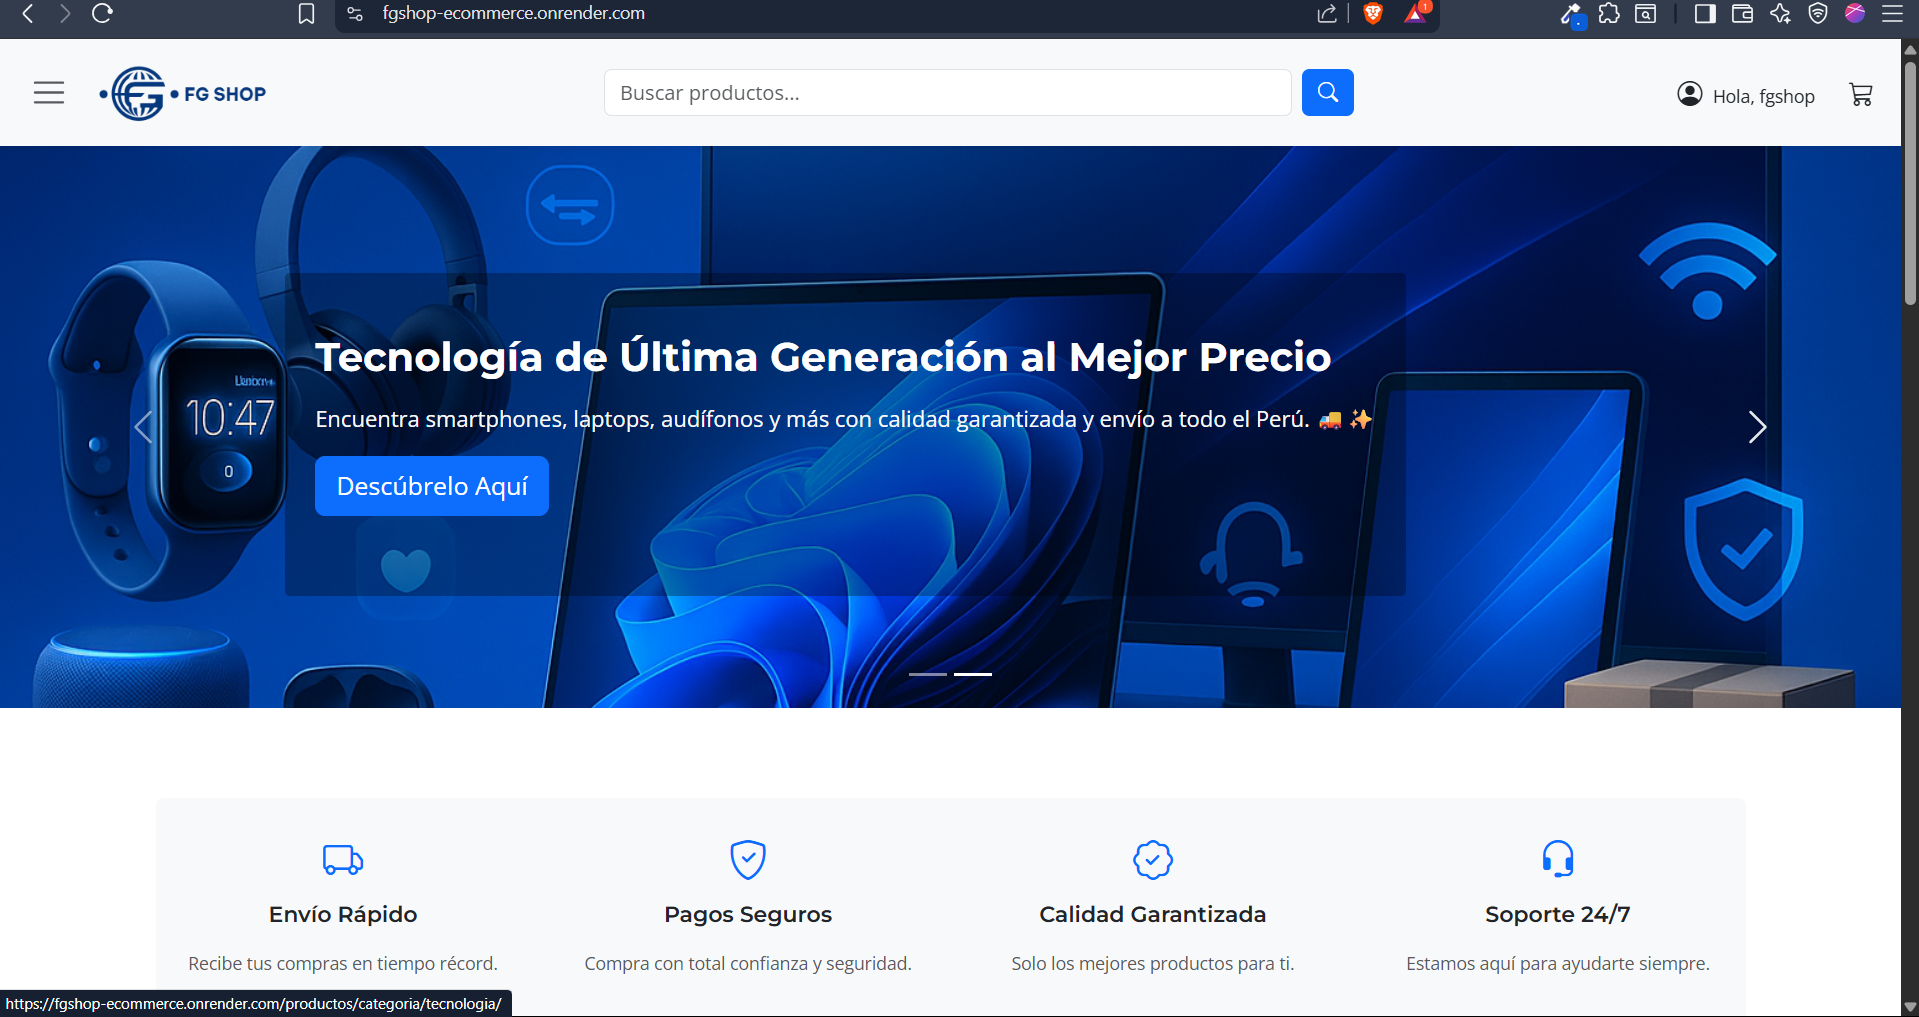 fgshop-ecommerce.onrender.com
1
FG SHOP
Buscar productos...
Hola, fgshop
Tecnología de Última Generación al Mejor Precio
Encuentra smartphones, laptops, audífonos y más con calidad garantizada y envío a todo el Perú. 🚚 ✨
10:47
0
Descúbrelo Aquí
Envío Rápido
Recibe tus compras en tiempo récord.
Pagos Seguros
Compra con total confianza y seguridad.
Calidad Garantizada
Solo los mejores productos para ti.
Soporte 24/7
Estamos aquí para ayudarte siempre.
https://fgshop-ecommerce.onrender.com/productos/categoria/tecnologia/